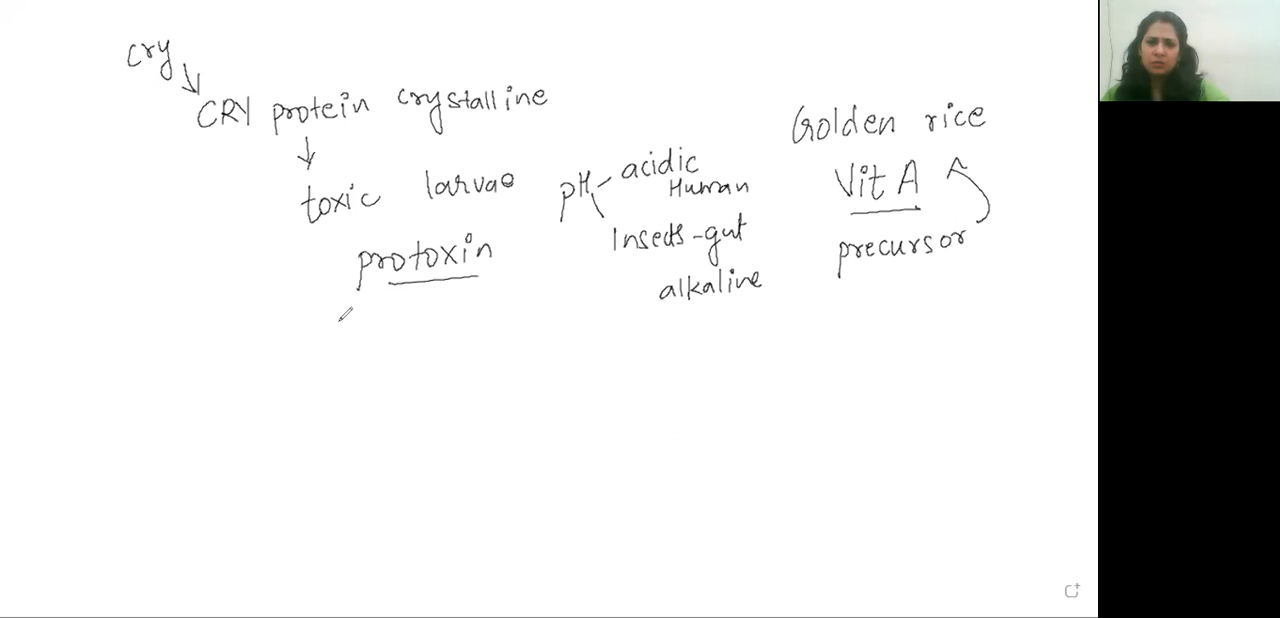 cry
CRY protein crystalline
toxic larvae
protoxin
pH acidic
Human
Insects-gut
alkaline
Golden rice
Vit A
precursor